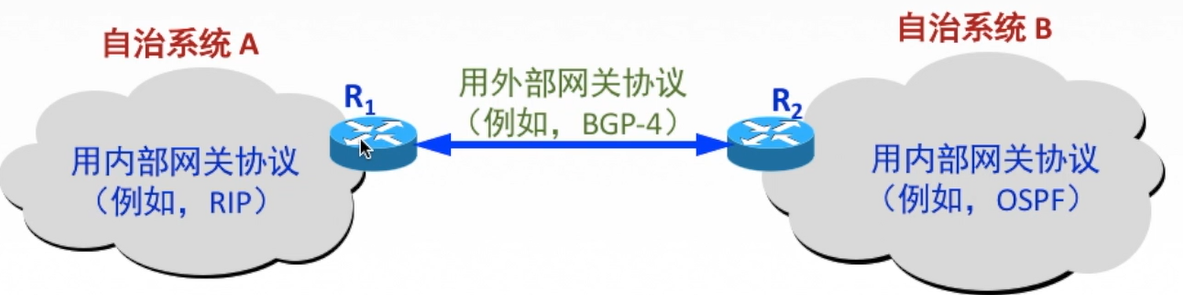 自治系统 A
自治系统 B
R1
用外部网关协议
（例如，BGP-4）
R2
用内部网关协议
（例如，RIP）
用内部网关协议
（例如，OSPF）